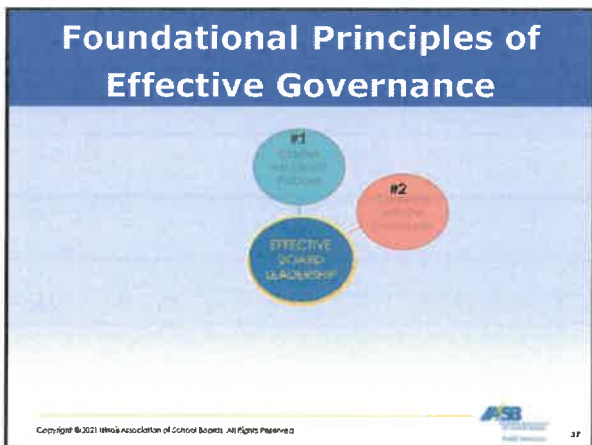 Foundational Principles of
Effective Governance
#1
#2
EFFECTIVE
BOARD
LEADERSHIP
Copyright ©2021 Illinois Association of School Boards. All Rights Reserved
IASB
37